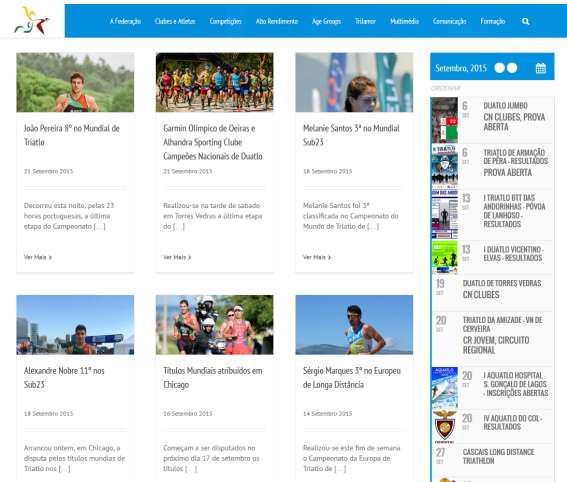 A Federação Clubes e Atletas Competições Alto Rendimento Age Groups Trilamor Multimédia Comunicação Formação
João Pereira 8º no Mundial de
Triatlo
21 Setembro 2015
Decorreu esta noite, pelas 23
horas portuguesas, a última
etapa do Campeonato [...]
Ver Mais >
Garmin Olímpico de Oeiras e
Alhandra Sporting Clube
Campeões Nacionais de Duatlo
21 Setembro 2015
Realizou-se na tarde de sabado
em Torres Vedras a última etapa
do [...]
Ver Mais >
Melanie Santos 3ª no Mundial
Sub23
18 Setembro 2015
Melanie Santos foi 3ª
classificada no Campeonato do
Mundo de Triatlo de [...]
Ver Mais >
Alexandre Nobre 11º nos
Sub23
18 Setembro 2015
Arrancou ontem, em Chicago, a
disputa pelos títulos mundias de
Triatlo nos [...]
Títulos Mundiais atribuídos em
Chicago
16 Setembro 2015
Começam a ser disputados no
próximo dia 17 de setembro os
títulos [...]
Sérgio Marques 3º no Europeu
de Longa Distância
14 Setembro 2015
Realizou-se este fim de semana
o Campeonato da Europa de
Triatlo de [...]
Setembro, 2015
ORDENAR
6 SET
DUATLO JUMBO
CN CLUBES, PROVA
ABERTA
6 SET
TRIATLO DE ARMAÇÃO
DE PÊRA - RESULTADOS
PROVA ABERTA
13 SET
I TRIATLO BTT DAS
ANDORINHAS - PÓVOA
DE LANHOSO -
RESULTADOS
13 SET
I DUATLO VICENTINO -
ELVAS - RESULTADOS
19 SET
DUATLO DE TORRES VEDRAS
CN CLUBES
20 SET
TRIATLO DA AMIZADE - VN DE
CERVEIRA
CR JOVEM, CIRCUITO
REGIONAL
20 SET
I AQUATLO HOSPITAL
S. GONÇALO DE LAGOS
- INSCRIÇÕES ABERTAS
20 SET
IV AQUATLO DO COL -
RESULTADOS
27 SET
CASCAIS LONG DISTANCE
TRIATHLON